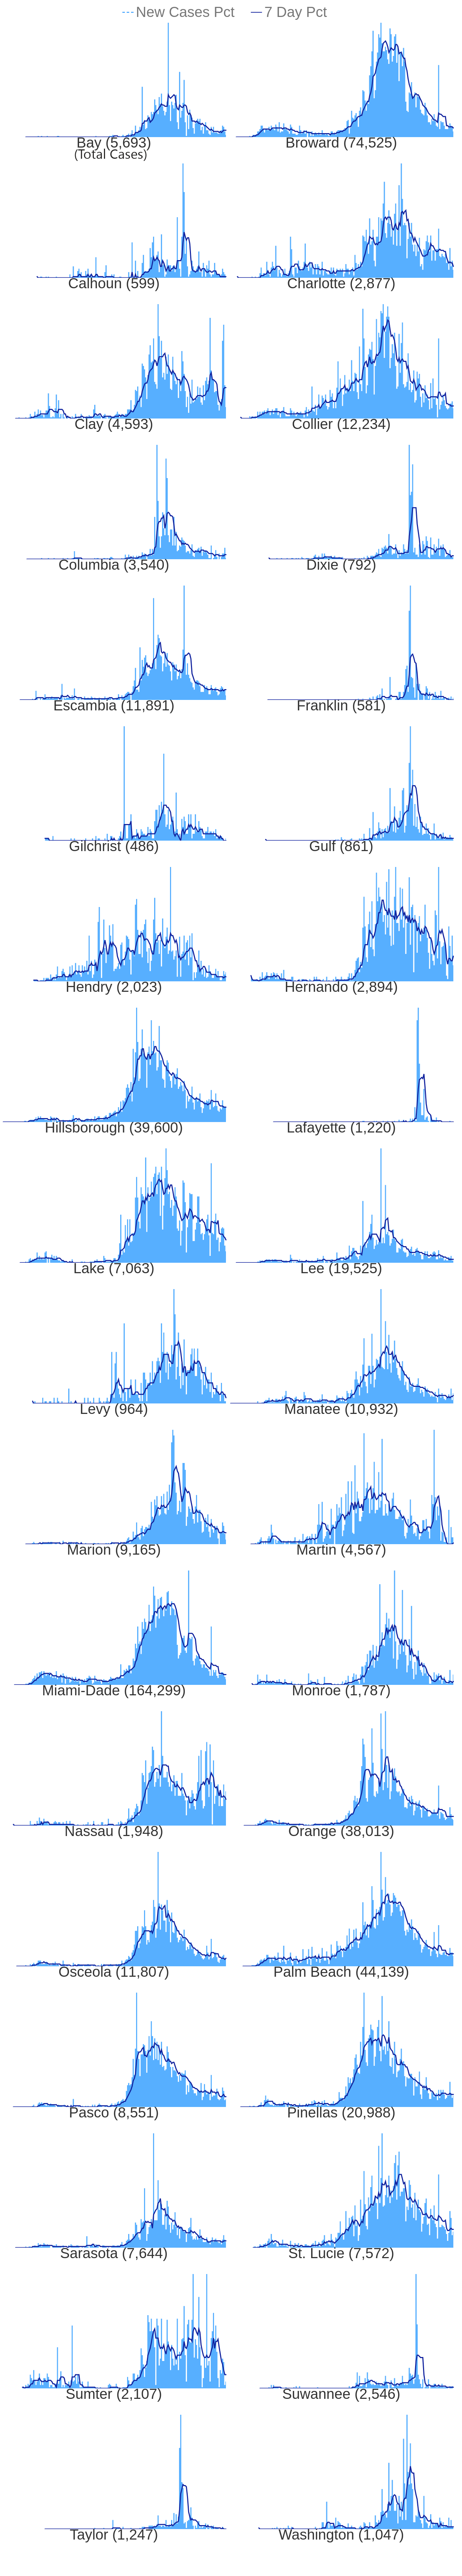 New Cases Pct 7 Day Pct
Bay (5,693) Broward (74,525)
(Total Cases)
Calhoun (599) Charlotte (2,877)
Clay (4,593) Collier (12,234)
Columbia (3,540) Dixie (792)
Escambia (11,891) Franklin (581)
Gilchrist (486) Gulf (861)
Hendry (2,023) Hernando (2,894)
Hillsborough (39,600) Lafayette (1,220)
Lake (7,063) Lee (19,525)
Levy (964) Manatee (10,932)
Marion (9,165) Martin (4,567)
Miami-Dade (164,299) Monroe (1,787)
Nassau (1,948) Orange (38,013)
Osceola (11,807) Palm Beach (44,139)
Pasco (8,551) Pinellas (20,988)
Sarasota (7,644) St. Lucie (7,572)
Sumter (2,107) Suwannee (2,546)
Taylor (1,247) Washington (1,047)